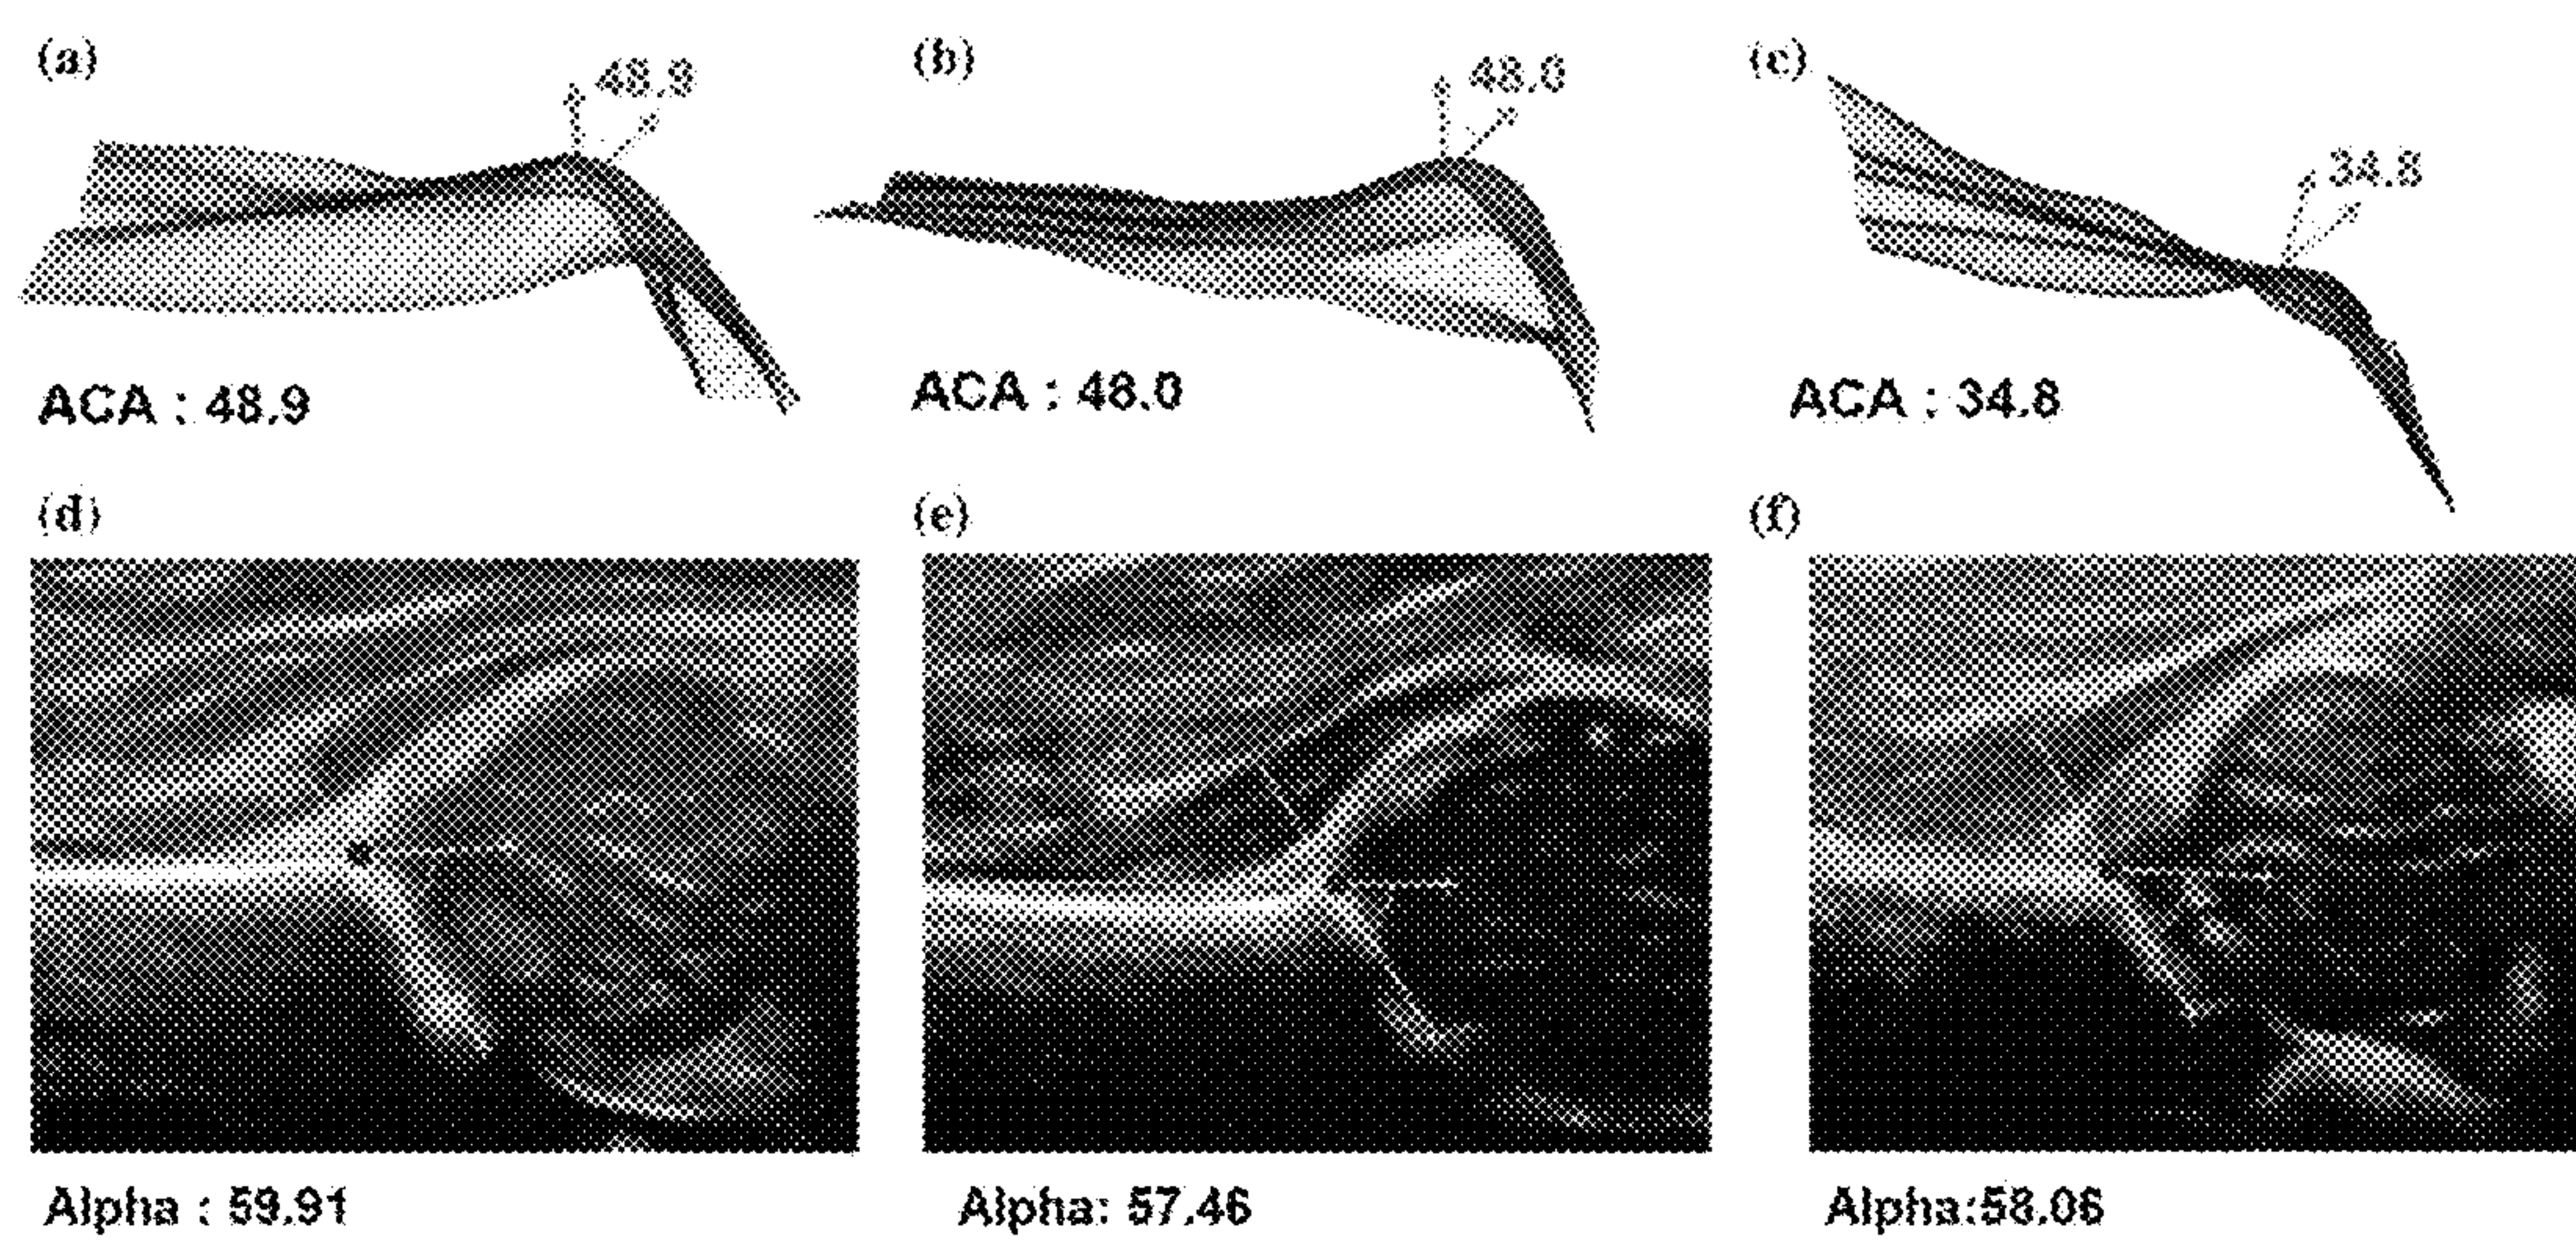 (a)
48.9
(b)
48.0
(c)
34.8
ACA : 48.9
ACA : 48.0
ACA : 34.8
(d)
(e)
(f)
Alpha : 59.91
Alpha: 57.46
Alpha:58.06